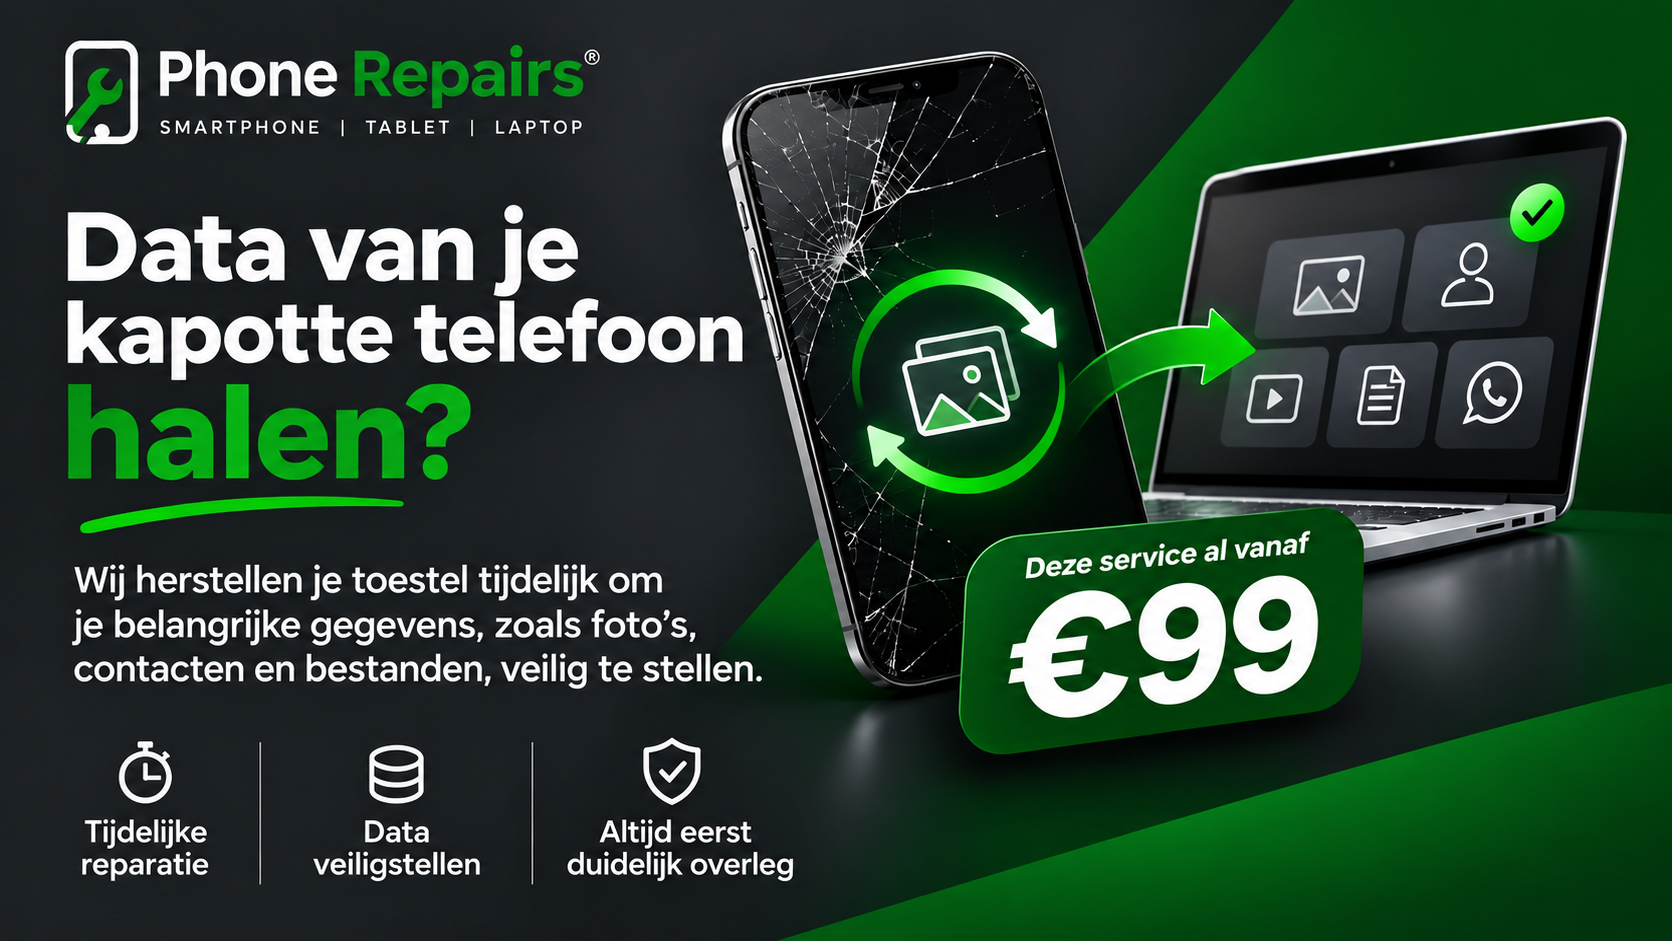 Phone Repairs®
SMARTPHONE | TABLET | LAPTOP
Data van je
kapotte telefoon
halen?
Wij herstellen je toestel tijdelijk om
je belangrijke gegevens, zoals foto's,
contacten en bestanden, veilig te stellen.
Deze service al vanaf
€99
Tijdelijke
reparatie
Data
veiligstellen
Altijd eerst
duidelijk overleg